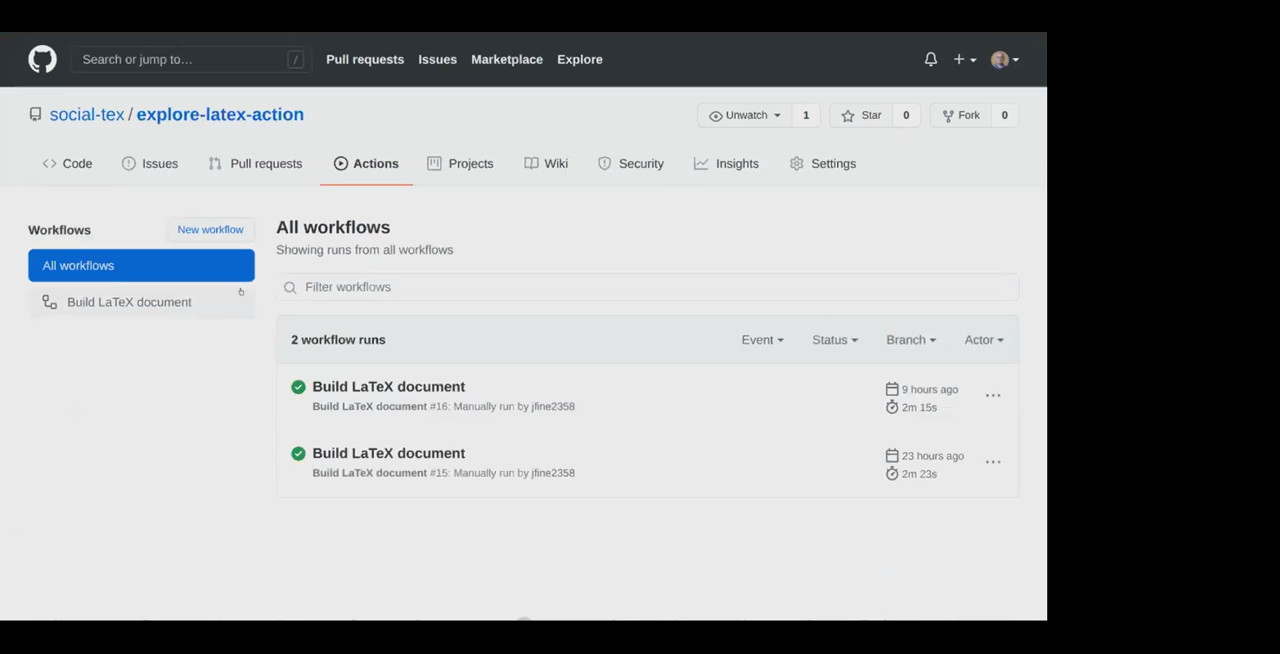 Search or jump to… / Pull requests Issues Marketplace Explore
social-tex / explore-latex-action Unwatch 1 Star 0 Fork 0
Code Issues Pull requests Actions Projects Wiki Security Insights Settings
Workflows New workflow
All workflows
Build LaTeX document
All workflows
Showing runs from all workflows
Filter workflows
2 workflow runs Event Status Branch Actor
Build LaTeX document 9 hours ago
Build LaTeX document #16: Manually run by jfine2358 2m 15s
Build LaTeX document 23 hours ago
Build LaTeX document #15: Manually run by jfine2358 2m 23s